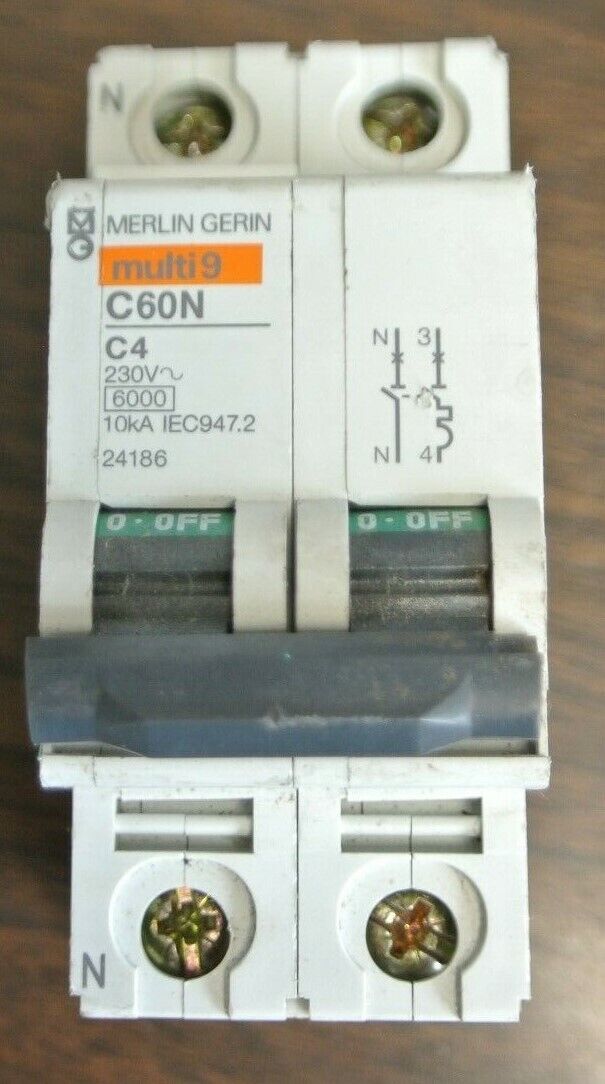 N
MERLIN GERIN
multi 9
C60N
C4
230V~
6000
10kA IEC947.2
24186
N 3
N 4
O·OFF O·OFF
N